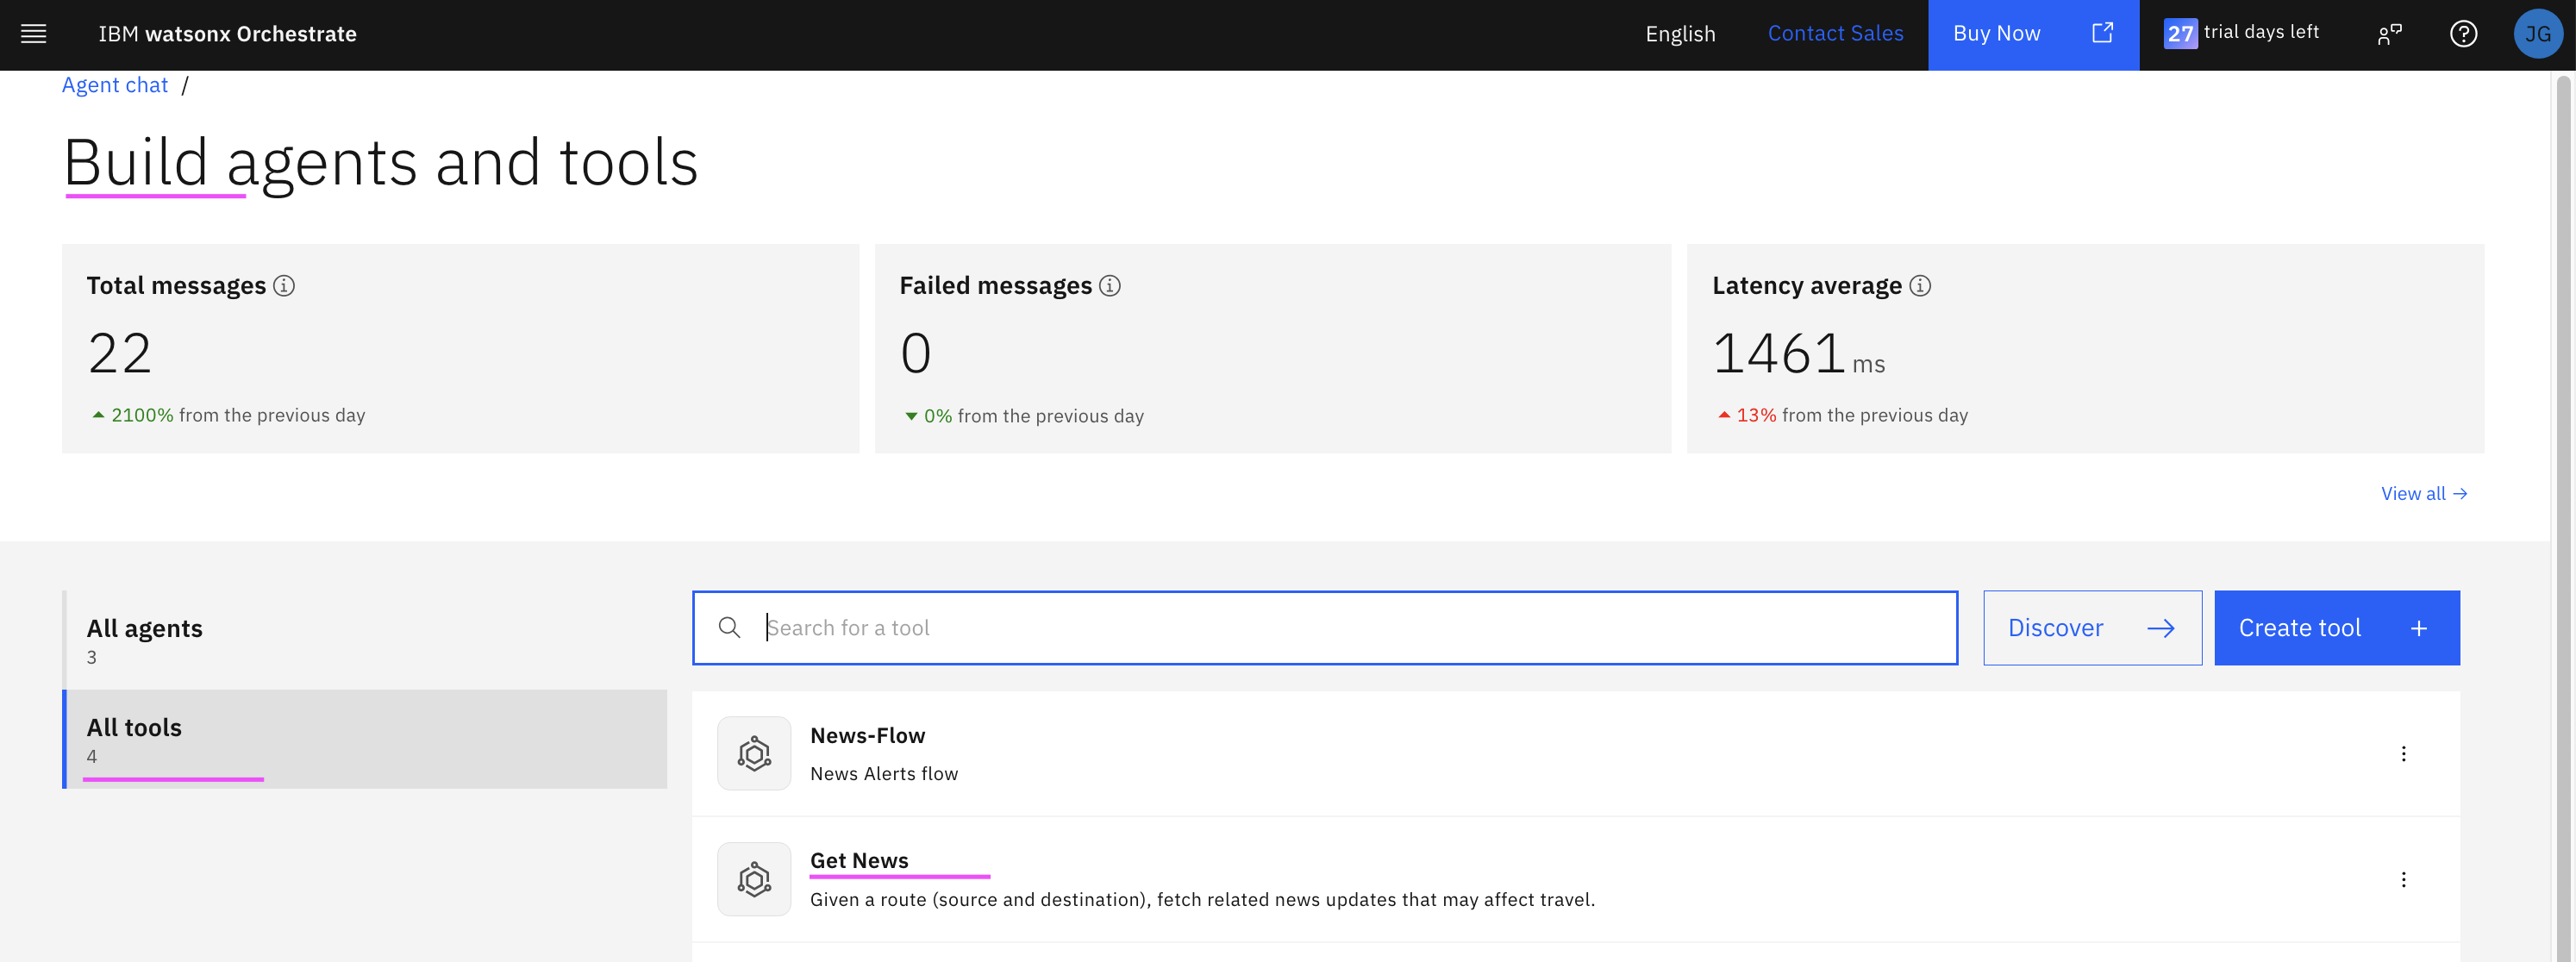 IBM watsonx Orchestrate English Contact Sales Buy Now 27 trial days left JG
Agent chat /
Build agents and tools
Total messages
22
2100% from the previous day
Failed messages
0
0% from the previous day
Latency average
1461 ms
13% from the previous day
View all →
All agents
3
All tools
4
Search for a tool
Discover →
Create tool +
News-Flow
News Alerts flow
Get News
Given a route (source and destination), fetch related news updates that may affect travel.